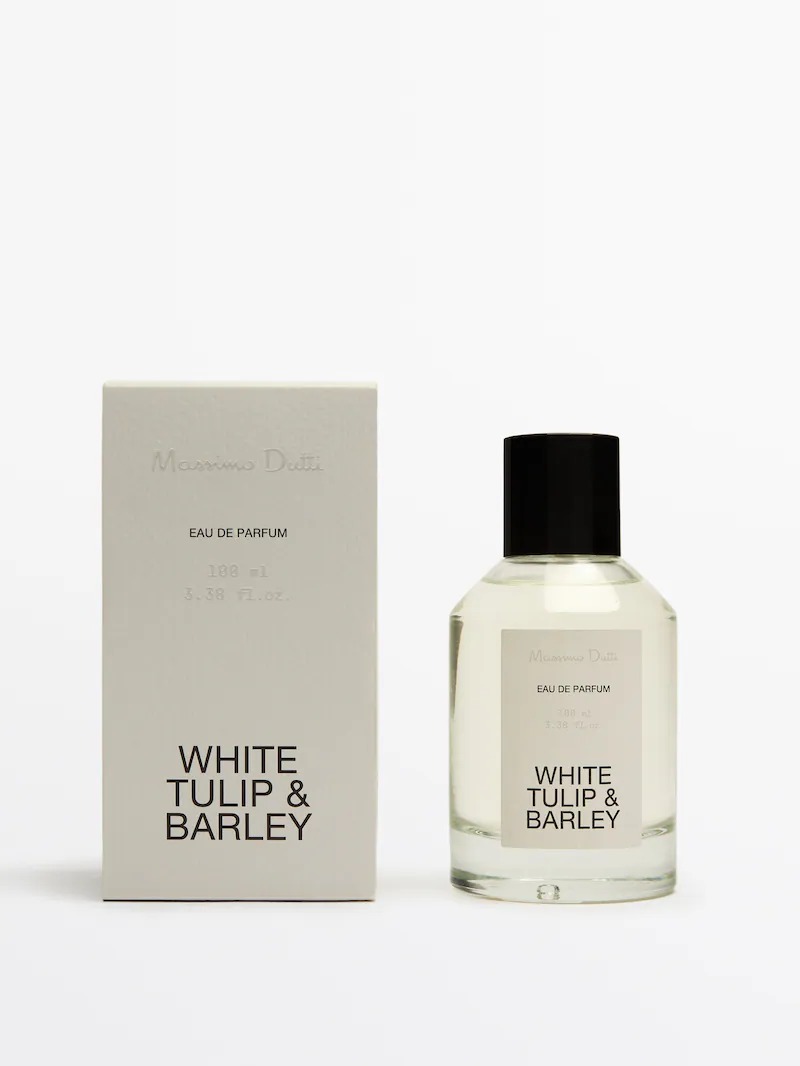 Massimo Dutti
EAU DE PARFUM
100 ml
3.38 fl.oz.
WHITE
TULIP &
BARLEY
Massimo Dutti
EAU DE PARFUM
100 ml
3.38 fl.oz
WHITE
TULIP &
BARLEY